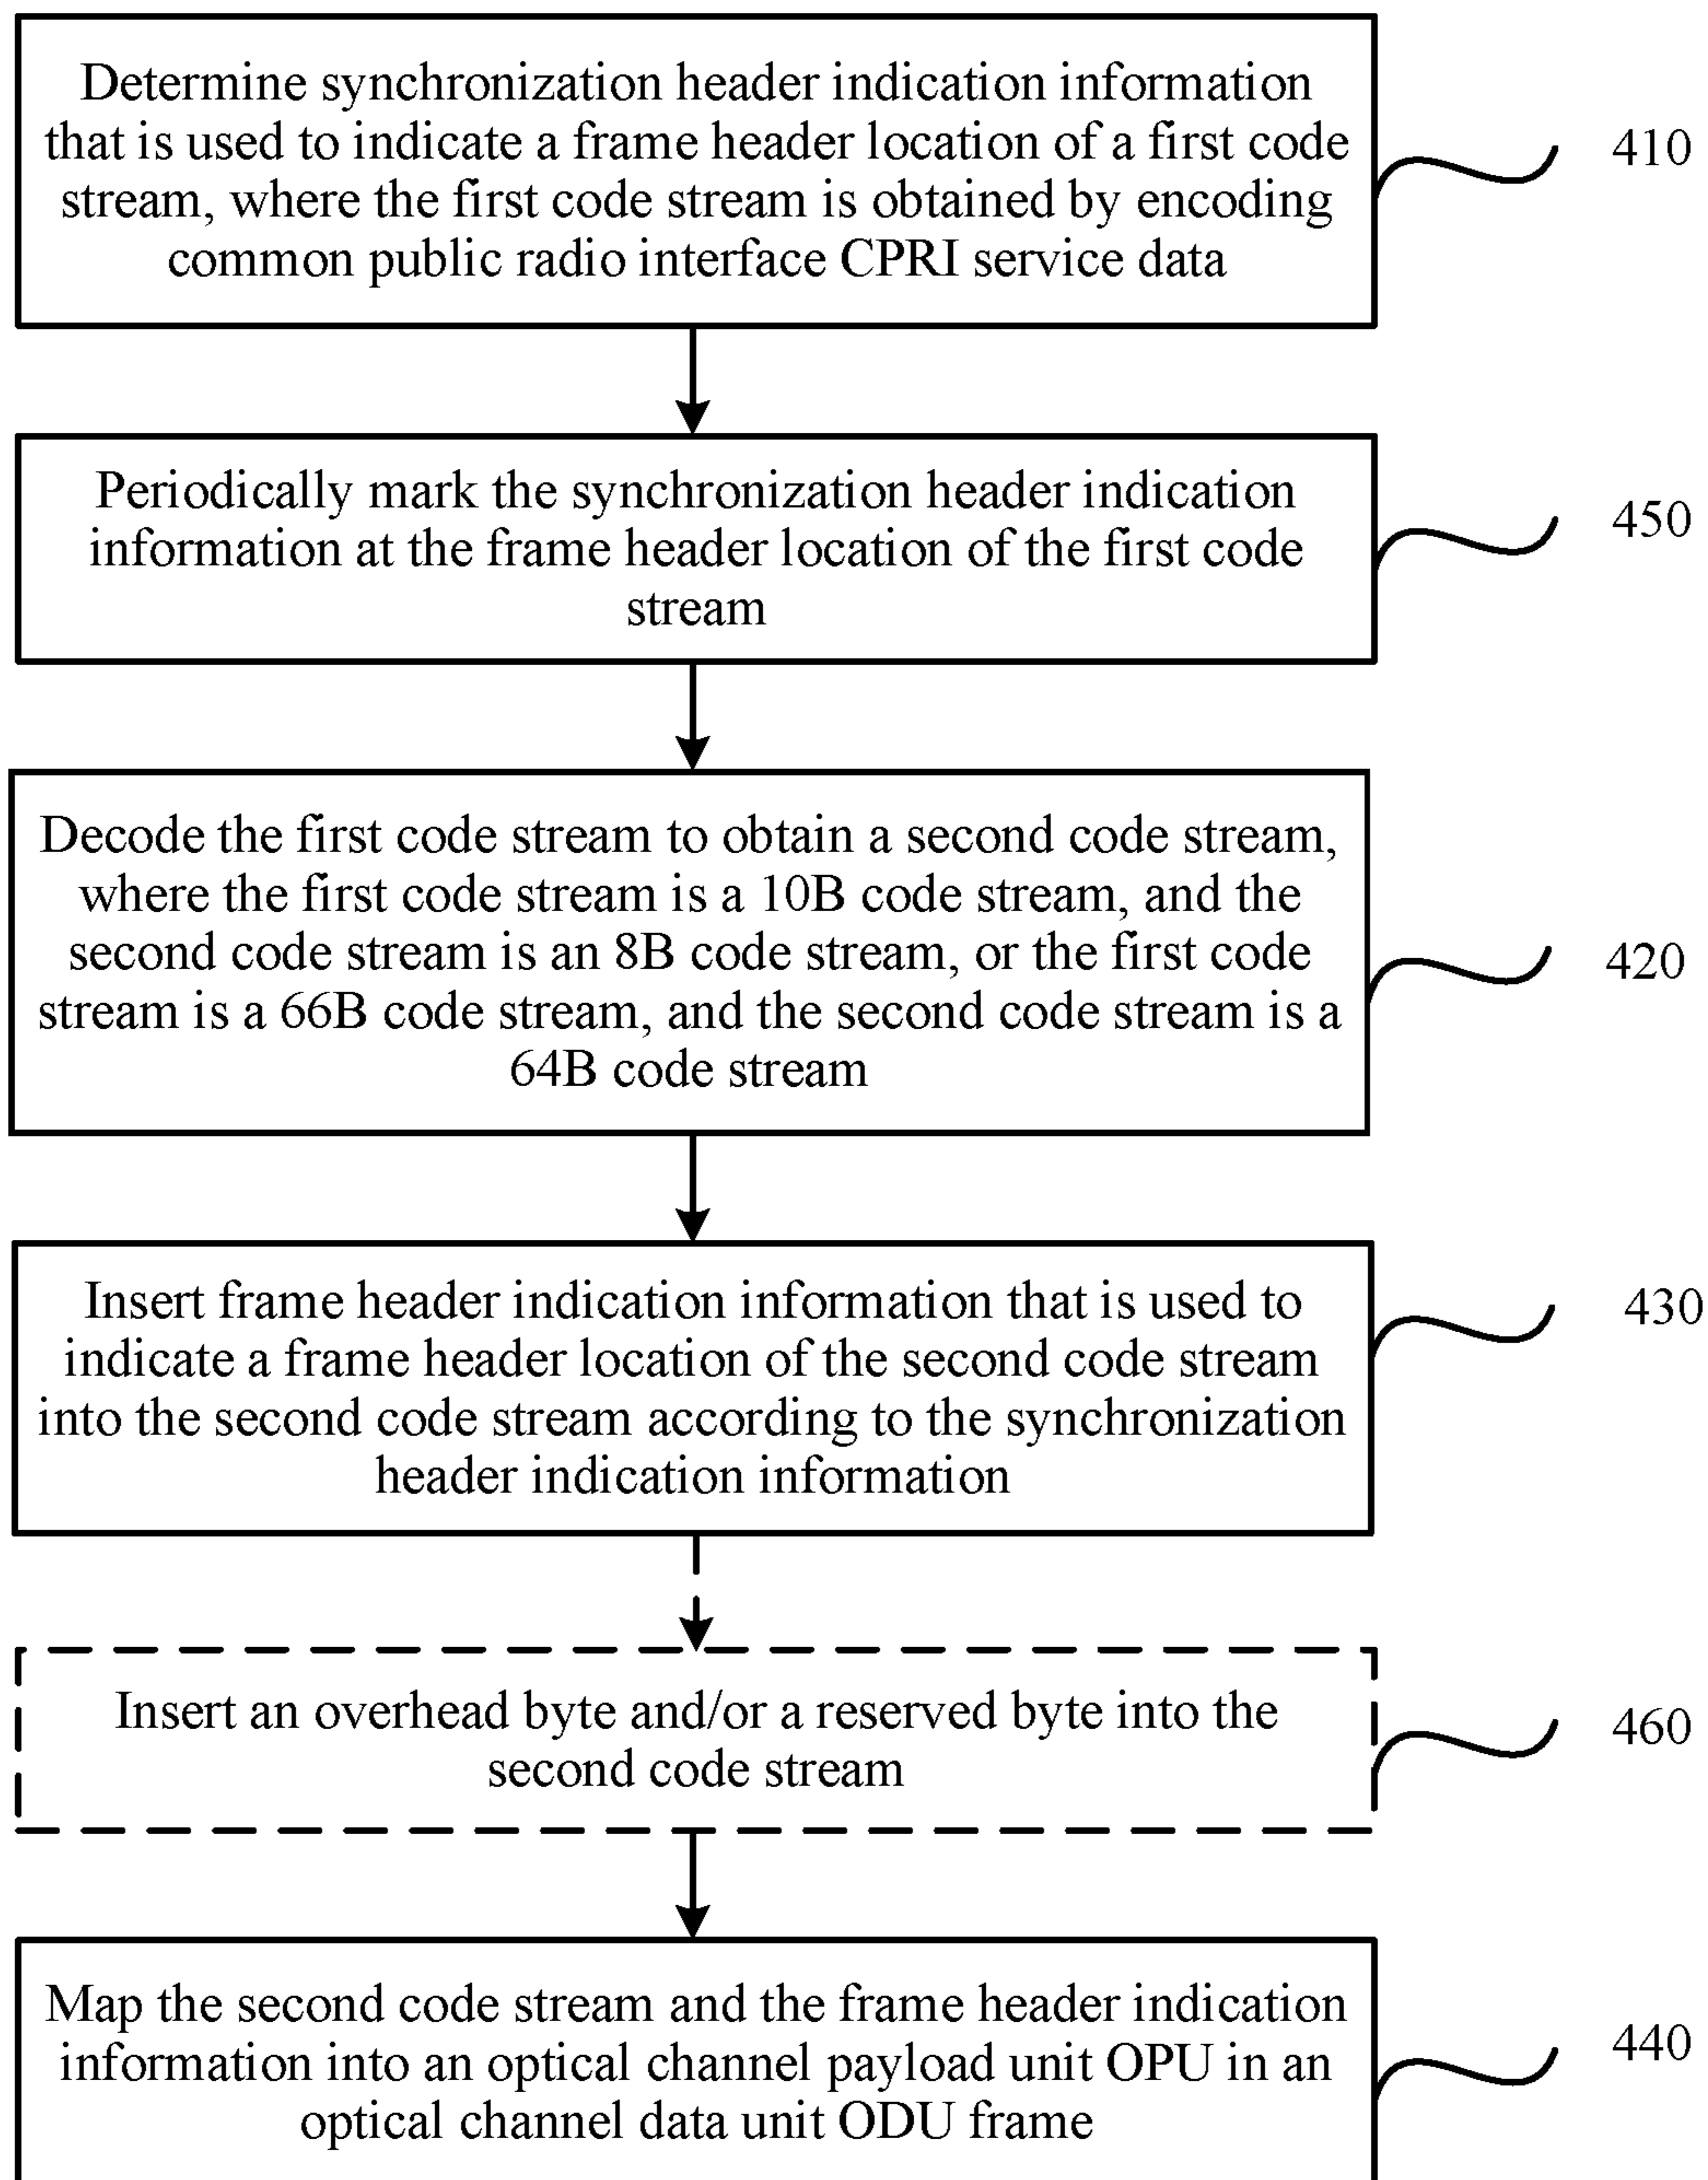 Determine synchronization header indication information
that is used to indicate a frame header location of a first code
stream, where the first code stream is obtained by encoding
common public radio interface CPRI service data
410
Periodically mark the synchronization header indication
information at the frame header location of the first code
stream
450
Decode the first code stream to obtain a second code stream,
where the first code stream is a 10B code stream, and the
second code stream is an 8B code stream, or the first code
stream is a 66B code stream, and the second code stream is a
64B code stream
420
Insert frame header indication information that is used to
indicate a frame header location of the second code stream
into the second code stream according to the synchronization
header indication information
430
Insert an overhead byte and/or a reserved byte into the
second code stream
460
Map the second code stream and the frame header indication
information into an optical channel payload unit OPU in an
optical channel data unit ODU frame
440